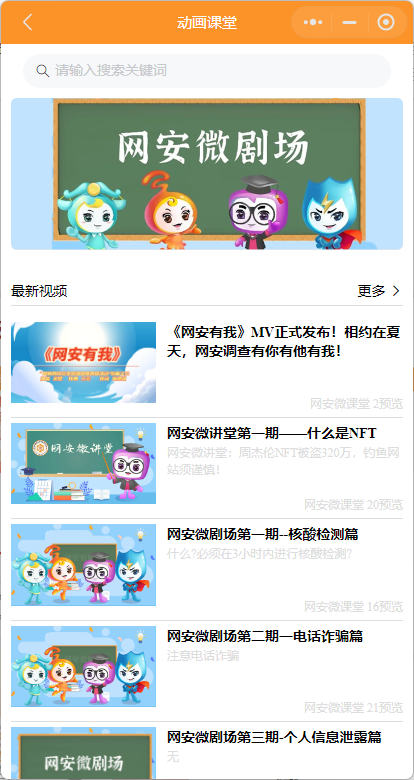 动画课堂
请输入搜索关键词
网安微剧场
最新视频
更多
《网安有我》
《网安有我》MV正式发布！相约在夏
天，网安调查有你有他有我！
网安微课堂 2预览
网安微讲堂
网安微讲堂第一期——什么是NFT
网安微讲堂：周杰伦NFT被盗320万，钓鱼网
站须谨慎！
网安微课堂 20预览
网安微剧场第一期--核酸检测篇
什么?必须在3小时内进行核酸检测？
网安微课堂 16预览
网安微剧场第二期—电话诈骗篇
注意电话诈骗
网安微课堂 21预览
网安微剧场
网安微剧场第三期-个人信息泄露篇
无